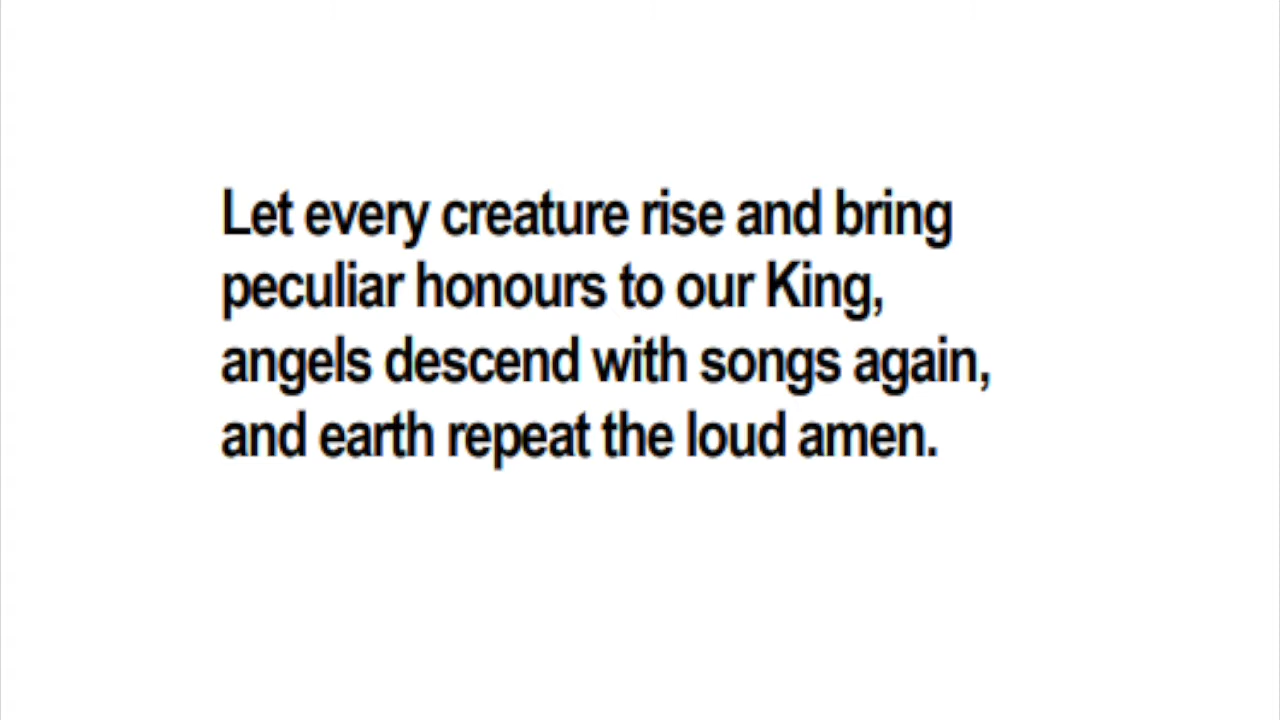 Let every creature rise and bring
peculiar honours to our King,
angels descend with songs again,
and earth repeat the loud amen.